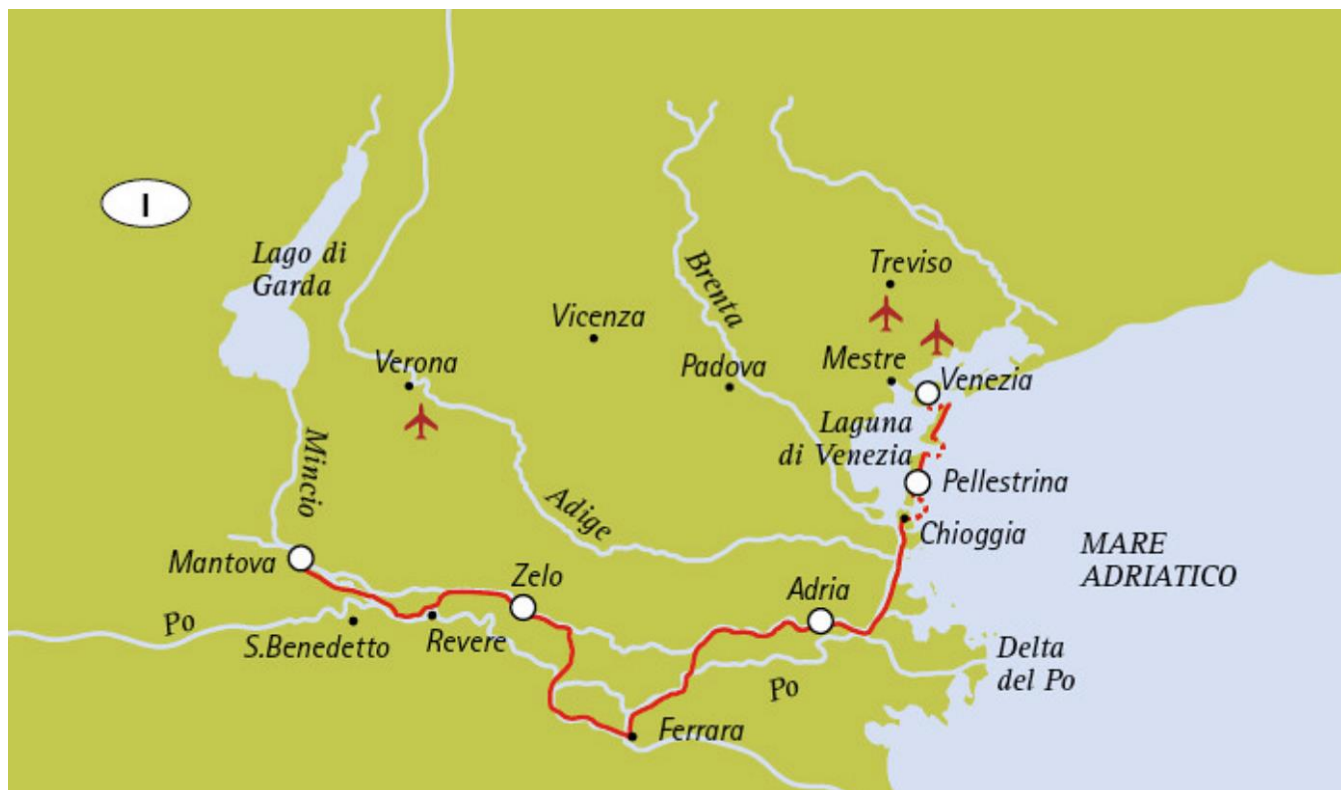 I
Lago di
Garda
Brenta
Treviso
Vicenza
Verona
Padova
Mestre
Venezia
Laguna
di Venezia
Mincio
Pellestrina
Adige
Chioggia
MARE
ADRIATICO
Mantova
Zelo
Adria
Po
S.Benedetto
Revere
Delta
del Po
Po
Ferrara